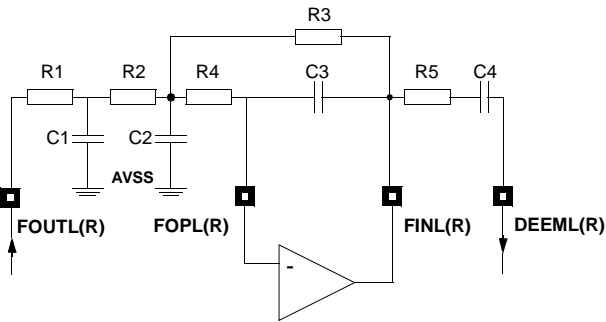 R3
R1
R2
R4
C3
R5
C4
C1
C2
AVSS
FOUTL(R)
FOPL(R)
FINL(R)
DEEML(R)
-